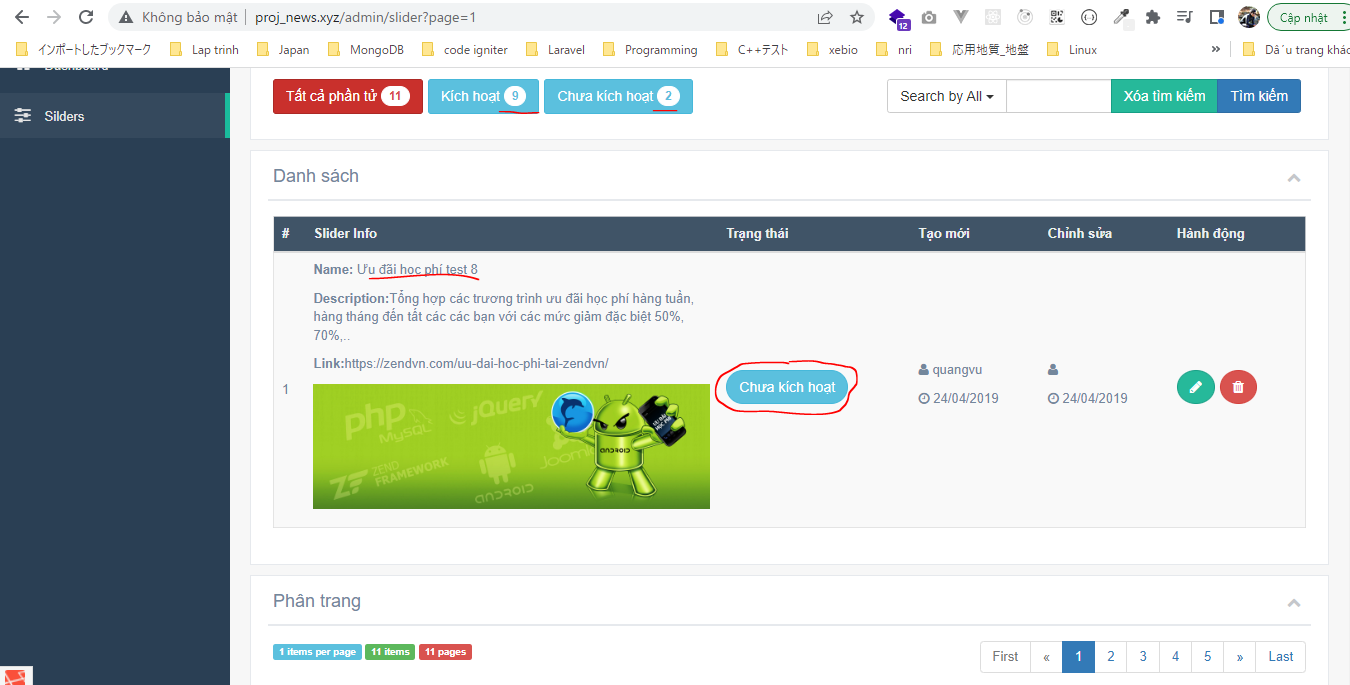 Không bảo mật | proj_news.xyz/admin/slider?page=1
12
Cập nhật
インポートしたブックマーク Lap trinh Japan MongoDB code igniter Laravel Programming C++テスト xebio nri 応用地質_地盤 Linux » Dấu trang khác
Dashboard
Silders
Tất cả phần tử 11 Kích hoạt 9 Chưa kích hoạt 2
Search by All Xóa tìm kiếm Tìm kiếm
Danh sách
# Slider Info Trạng thái Tạo mới Chỉnh sửa Hành động
Name: Ưu đãi học phí test 8
Description:Tổng hợp các trương trình ưu đãi học phí hàng tuần,
hàng tháng đến tất các các bạn với các mức giảm đặc biệt 50%,
70%,..
Link:https://zendvn.com/uu-dai-hoc-phi-tai-zendvn/
1
Chưa kích hoạt
quangvu
24/04/2019
24/04/2019
php
MySQL
jQuery
ZF ZEND
FRAMEWORK
ANDROID
Joom
ANDROID
Phân trang
1 items per page 11 items 11 pages
First « 1 2 3 4 5 » Last